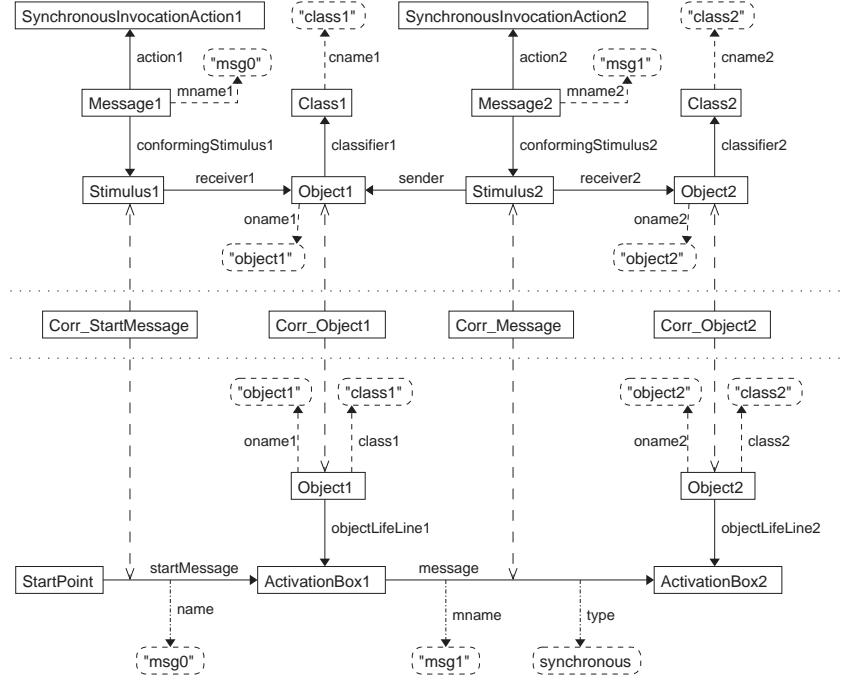 SynchronousInvocationAction1
"class1"
SynchronousInvocationAction2
"class2"
action1
"msg0"
cname1
action2
"msg1"
cname2
mname1
mname2
Message1
Class1
Message2
Class2
conformingStimulus1
classifier1
conformingStimulus2
classifier2
receiver1
sender
receiver2
Stimulus1
Object1
Stimulus2
Object2
oname1
oname2
"object1"
"object2"
Corr_StartMessage
Corr_Object1
Corr_Message
Corr_Object2
"object1"
"class1"
"object2"
"class2"
oname1
class1
oname2
class2
Object1
Object2
objectLifeLine1
objectLifeLine2
startMessage
message
StartPoint
ActivationBox1
ActivationBox2
name
mname
type
"msg0"
"msg1"
synchronous